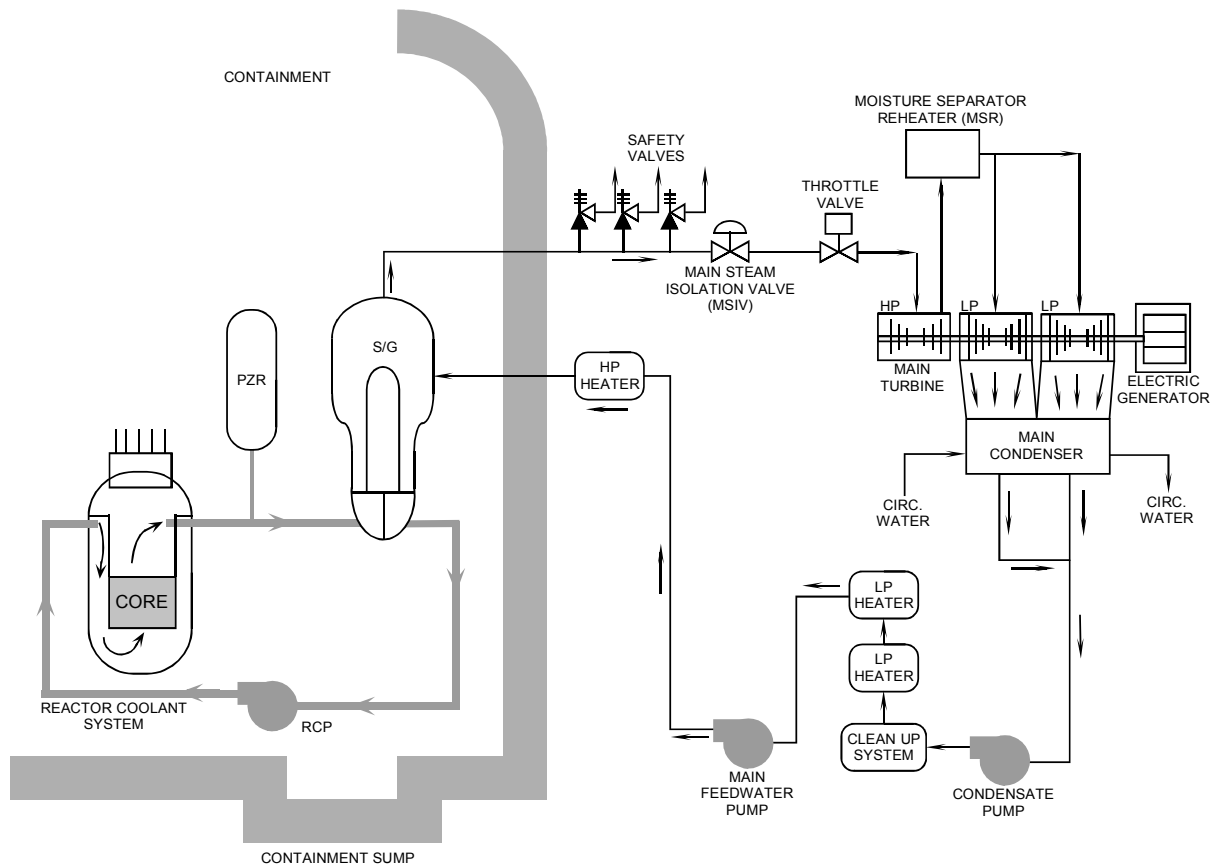 CONTAINMENT
MOISTURE SEPARATOR
REHEATER (MSR)
SAFETY
VALVES
THROTTLE
VALVE
MAIN STEAM
ISOLATION VALVE
(MSIV)
HP
LP
LP
MAIN
TURBINE
ELECTRIC
GENERATOR
S/G
PZR
HP
HEATER
MAIN
CONDENSER
CIRC.
WATER
CIRC.
WATER
CORE
LP
HEATER
LP
HEATER
REACTOR COOLANT
SYSTEM
RCP
CLEAN UP
SYSTEM
MAIN
FEEDWATER
PUMP
CONDENSATE
PUMP
CONTAINMENT SUMP